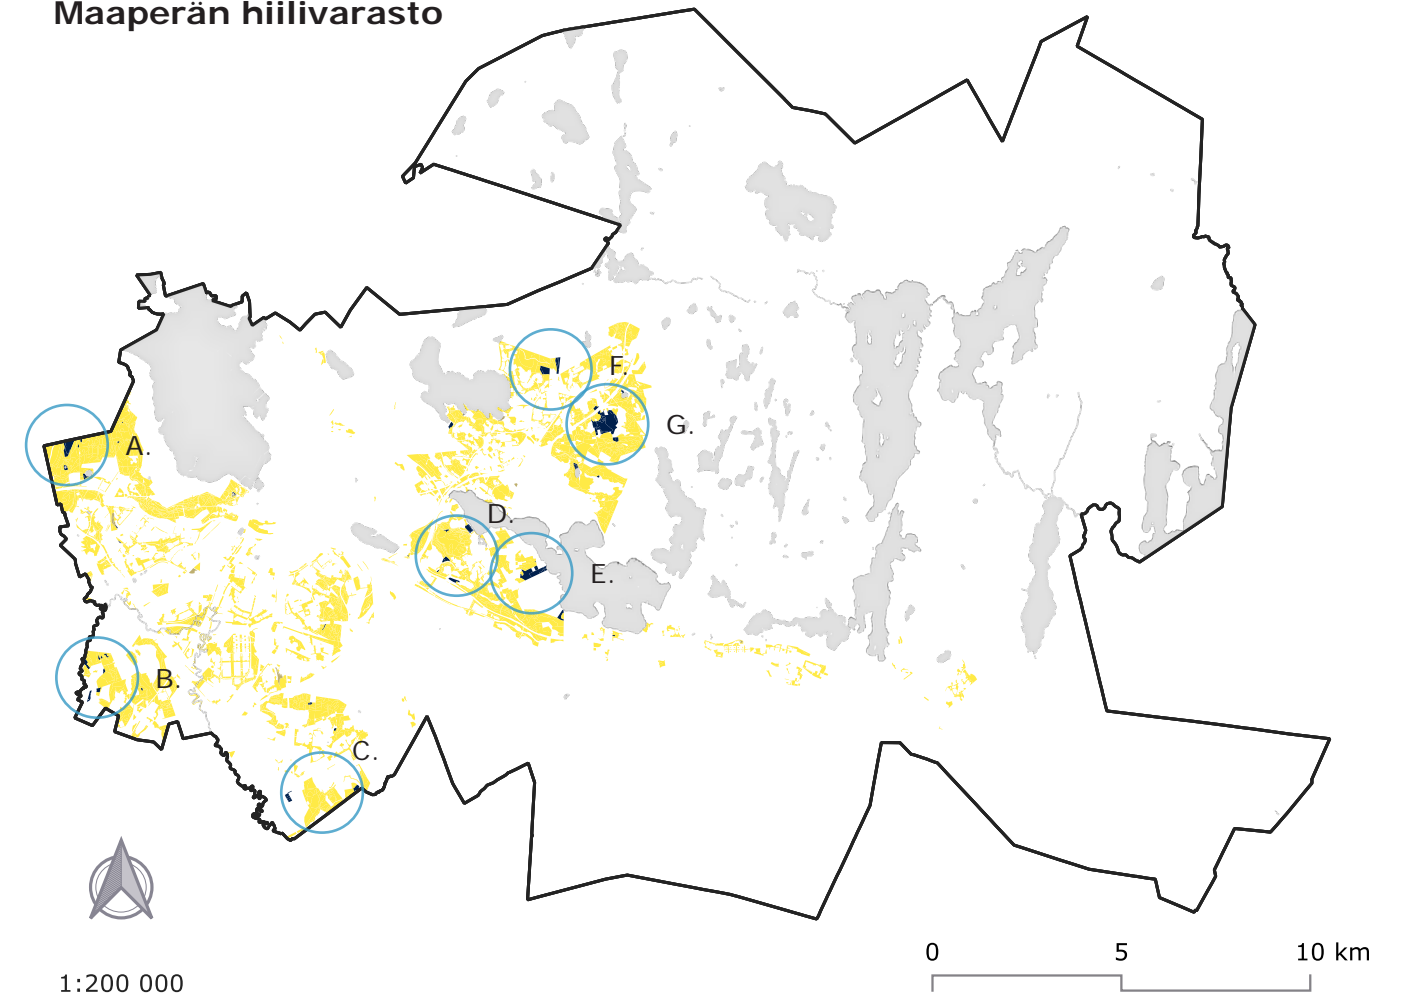 Maaperän hiilivarasto
F.
G.
A.
D.
E.
B.
C.
0 5 10 km
1:200 000